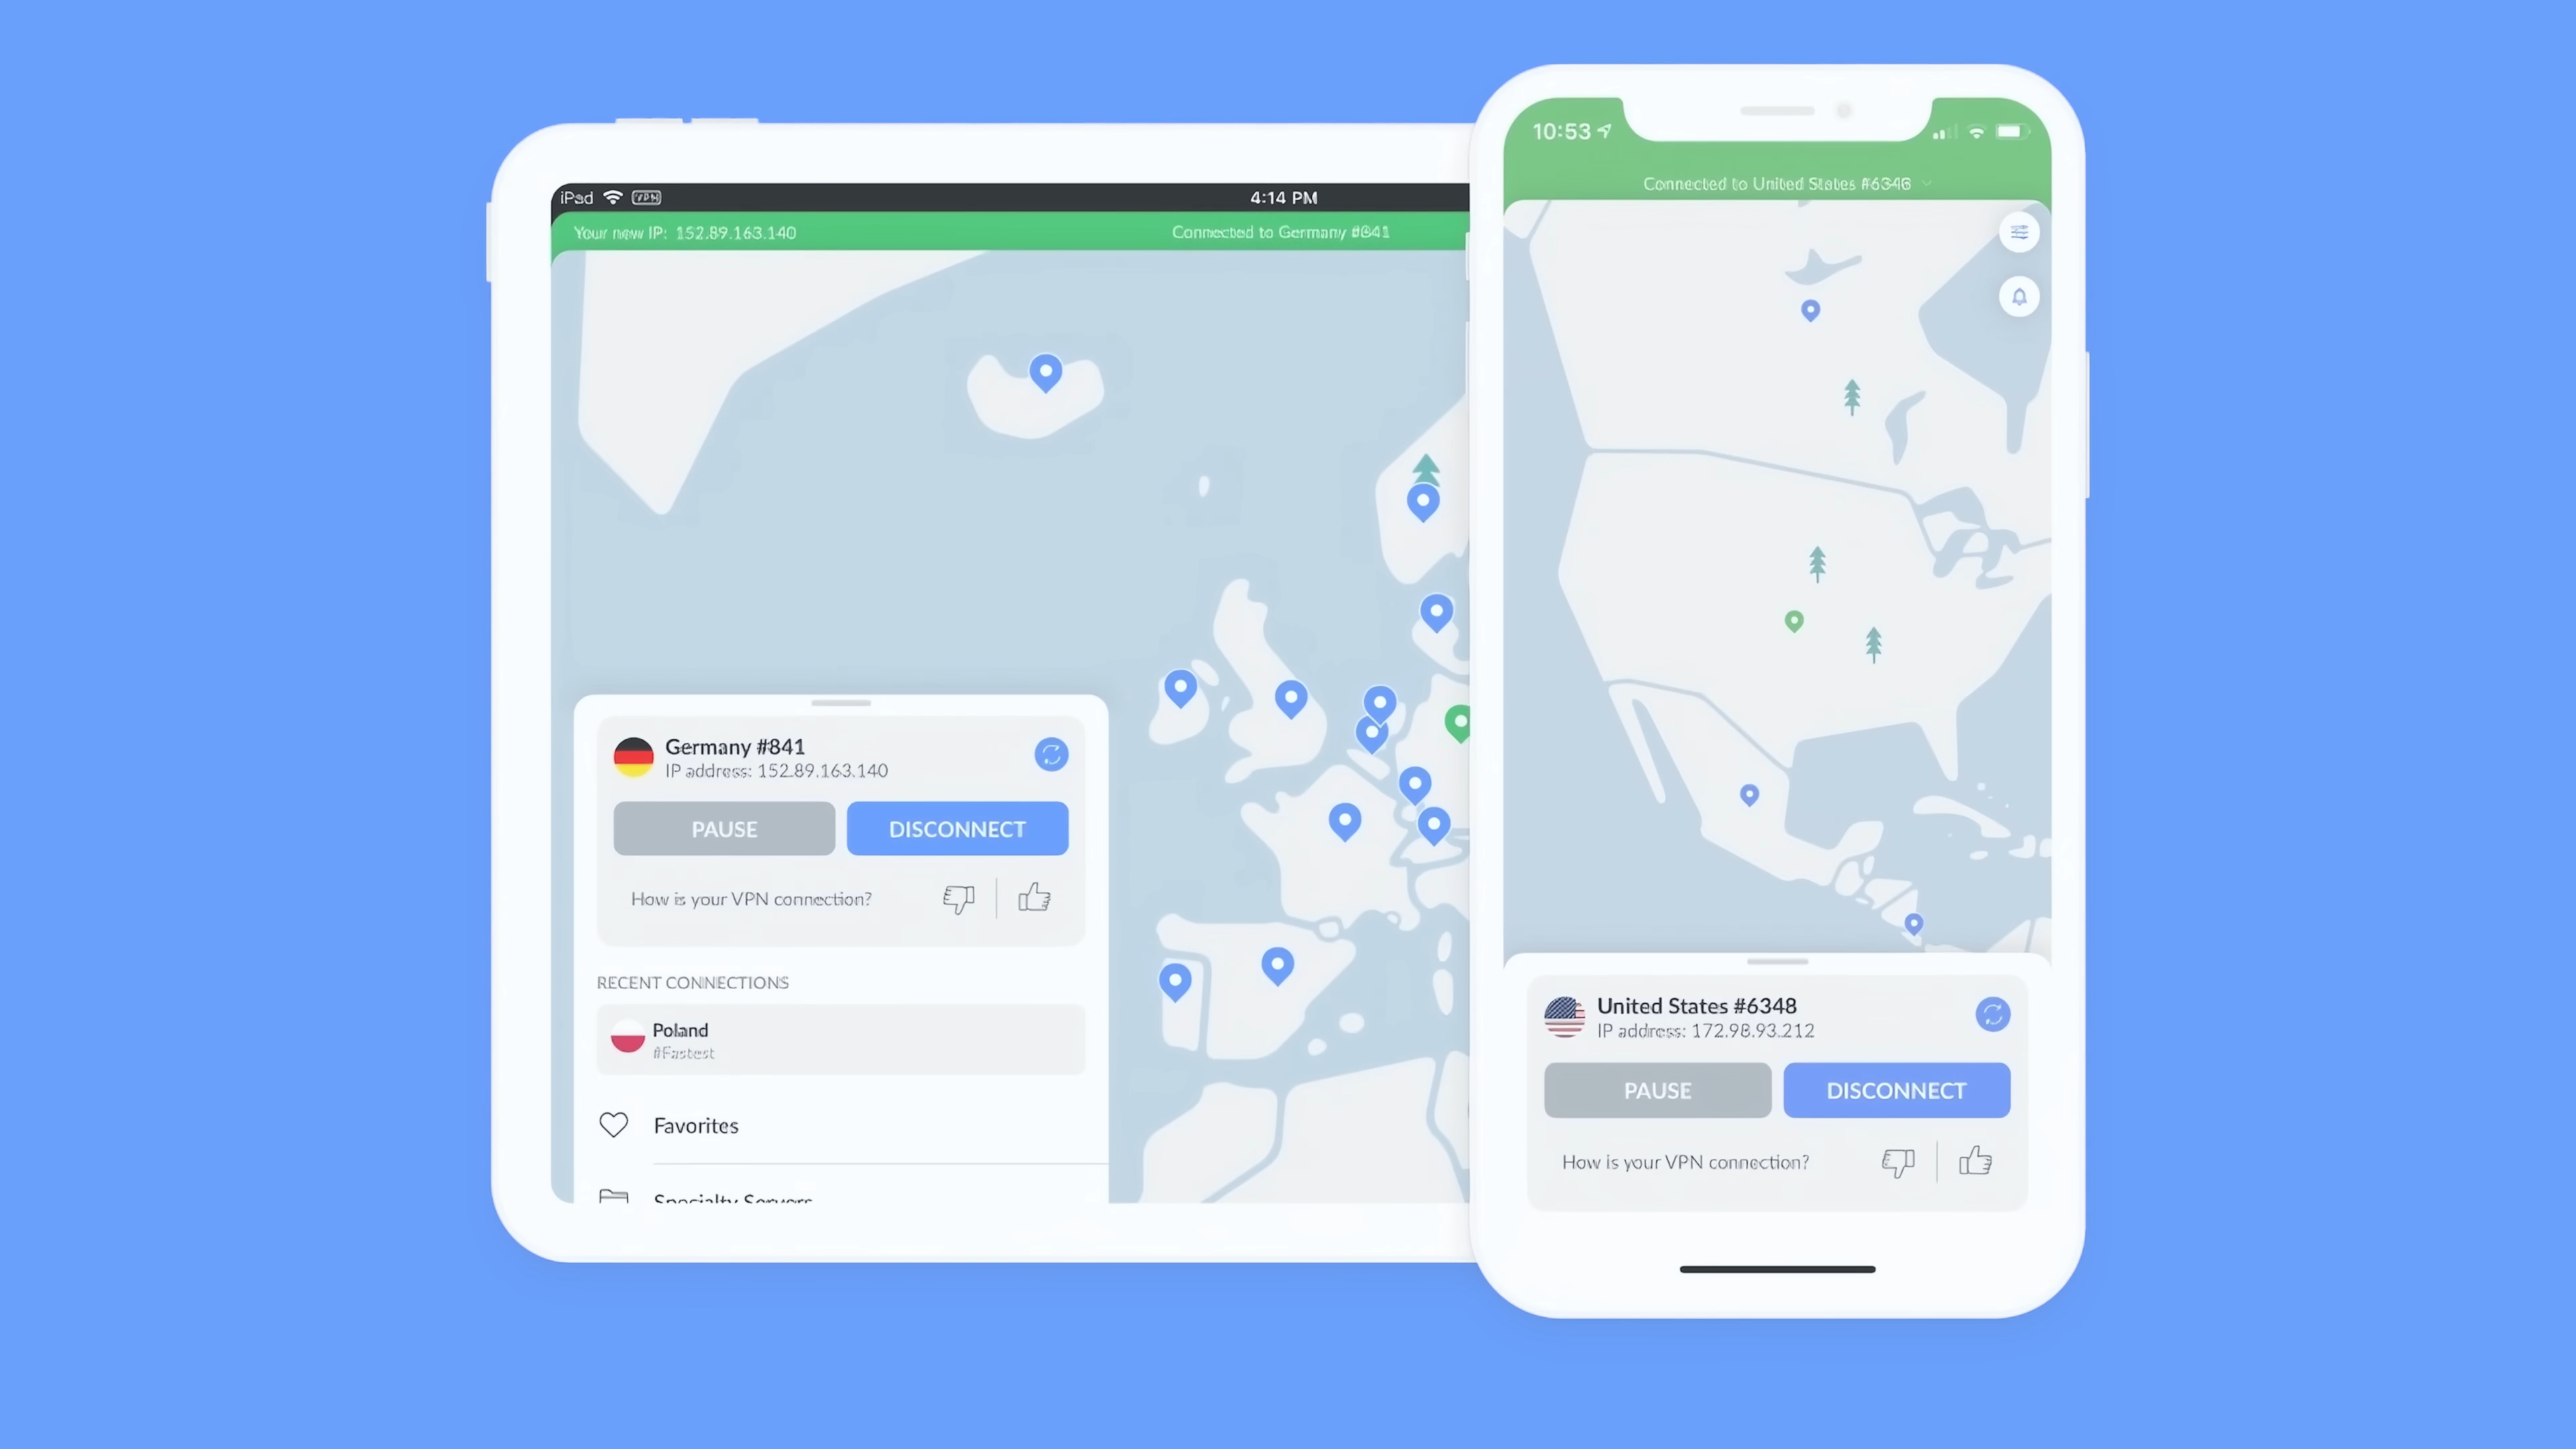 iPad VPN
4:14 PM
Your new IP: 152.89.163.140
Connected to Germany #841
Germany #841
IP address: 152.89.163.140
PAUSE
DISCONNECT
How is your VPN connection?
RECENT CONNECTIONS
Poland
#Fastest
Favorites
Specialty Servers
10:53
Connected to United States
United States #6348
IP address: 172.98.93.212
PAUSE
DISCONNECT
How is your VPN connection?